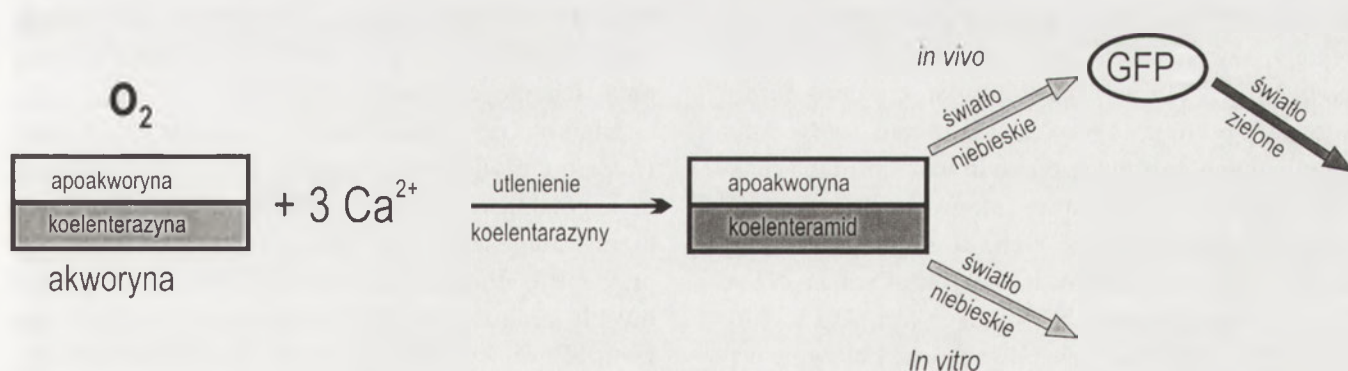 O2
apoakworyna
koelenterazyna
akworyna
+ 3 Ca2+
utlenienie
koelentarazyny
apoakworyna
koelenteramid
in vivo
światło
niebieskie
GFP
światło
zielone
światło
niebieskie
In vitro